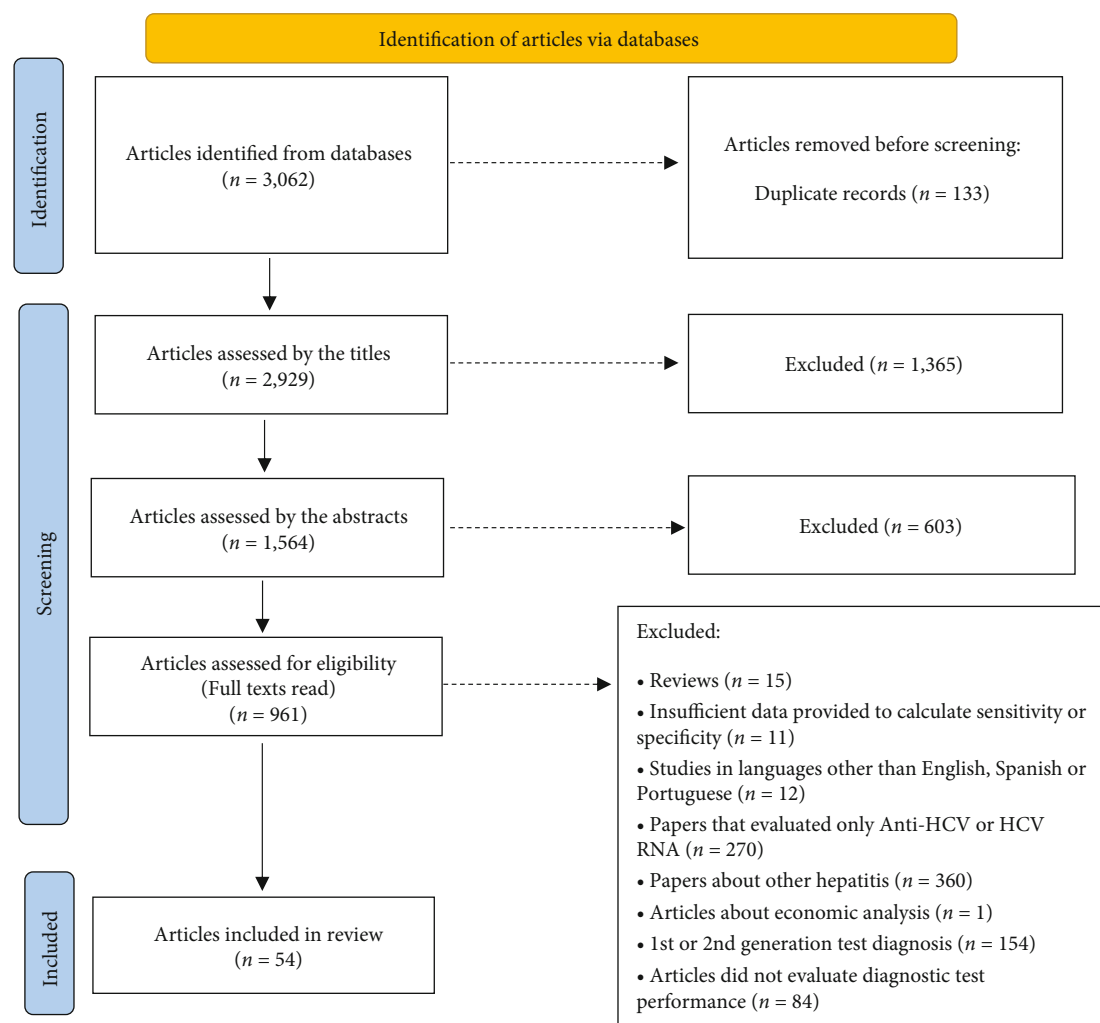 Identification of articles via databases
Identification
Articles identified from databases
(n = 3,062)
Articles removed before screening:
Duplicate records (n = 133)
Screening
Articles assessed by the titles
(n = 2,929)
Excluded (n = 1,365)
Articles assessed by the abstracts
(n = 1,564)
Excluded (n = 603)
Articles assessed for eligibility
(Full texts read)
(n = 961)
Excluded:
• Reviews (n = 15)
• Insufficient data provided to calculate sensitivity or
specificity (n = 11)
• Studies in languages other than English, Spanish or
Portuguese (n = 12)
• Papers that evaluated only Anti-HCV or HCV
RNA (n = 270)
• Papers about other hepatitis (n = 360)
• Articles about economic analysis (n = 1)
• 1st or 2nd generation test diagnosis (n = 154)
• Articles did not evaluate diagnostic test
performance (n = 84)
Included
Articles included in review
(n = 54)